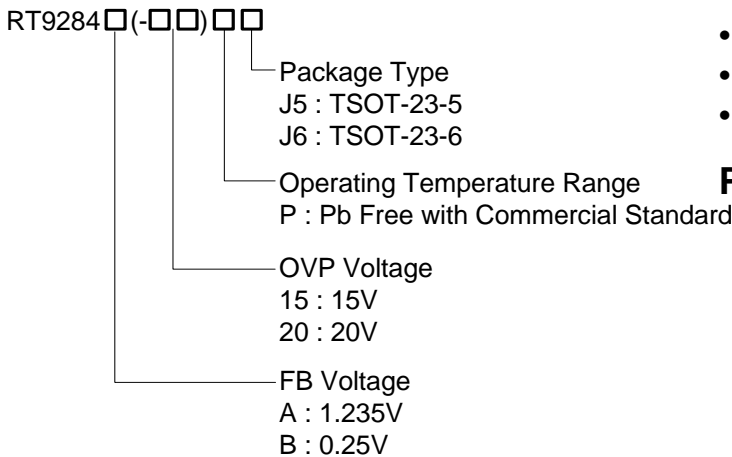 RT9284□(-□□)□□
Package Type
J5 : TSOT-23-5
J6 : TSOT-23-6
Operating Temperature Range
P : Pb Free with Commercial Standard
OVP Voltage
15 : 15V
20 : 20V
FB Voltage
A : 1.235V
B : 0.25V